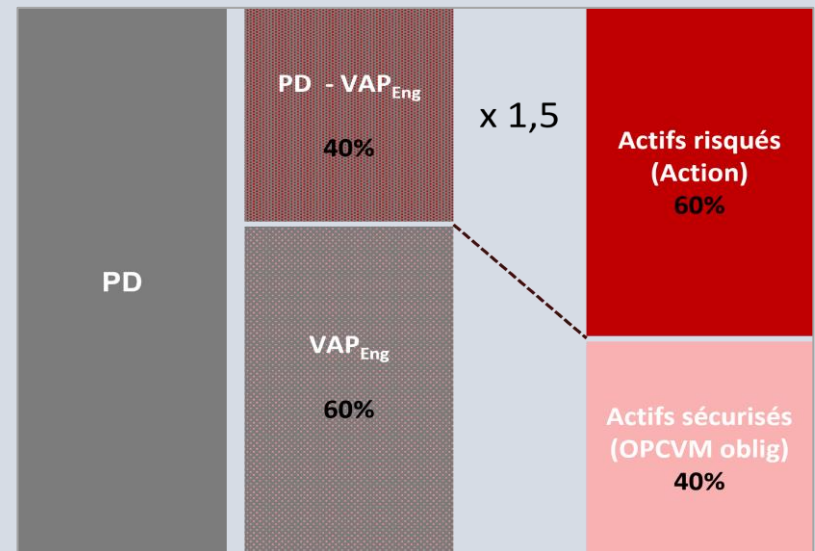 PD
PD - VAPEng
40%
VAPEng
60%
x 1,5
Actifs risqués
(Action)
60%
Actifs sécurisés
(OPCVM oblig)
40%